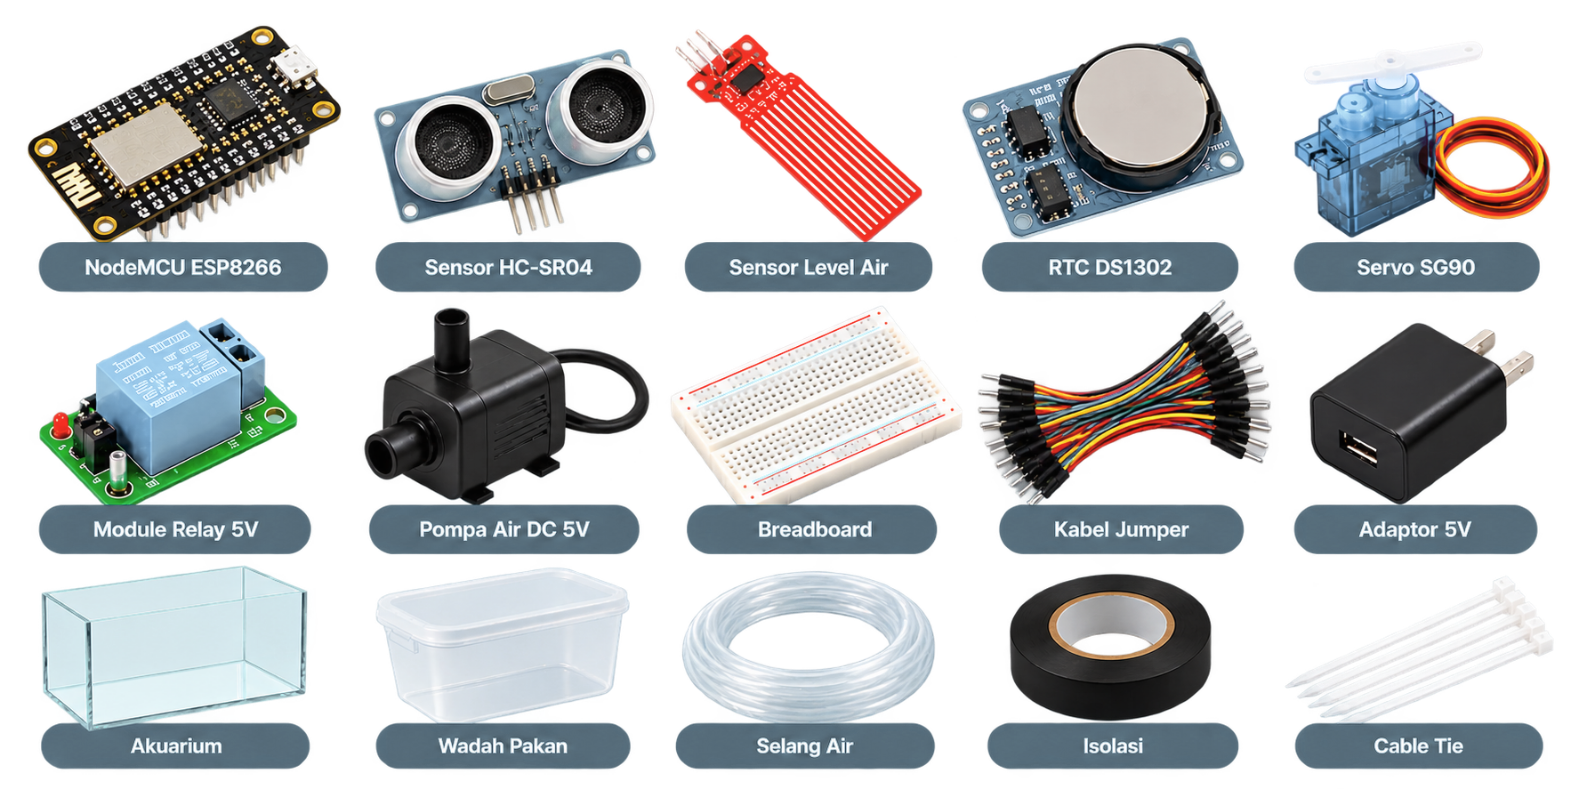 NodeMCU ESP8266
Sensor HC-SR04
Sensor Level Air
RTC DS1302
Servo SG90
Module Relay 5V
Pompa Air DC 5V
Breadboard
Kabel Jumper
Adaptor 5V
Akuarium
Wadah Pakan
Selang Air
Isolasi
Cable Tie